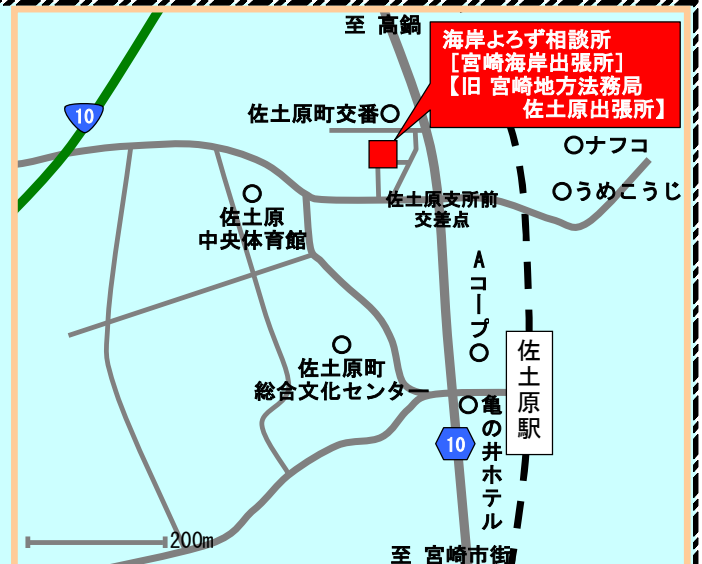 至 高鍋
海岸よろず相談所
［宮崎海岸出張所］
【旧 宮崎地方法務局
佐土原出張所】
10
佐土原町交番
ナフコ
うめこうじ
佐土原支所前
交差点
佐土原
中央体育館
Aコープ
佐土原町
総合文化センター
佐土原駅
亀の井ホテル
10
200m
至 宮崎市街